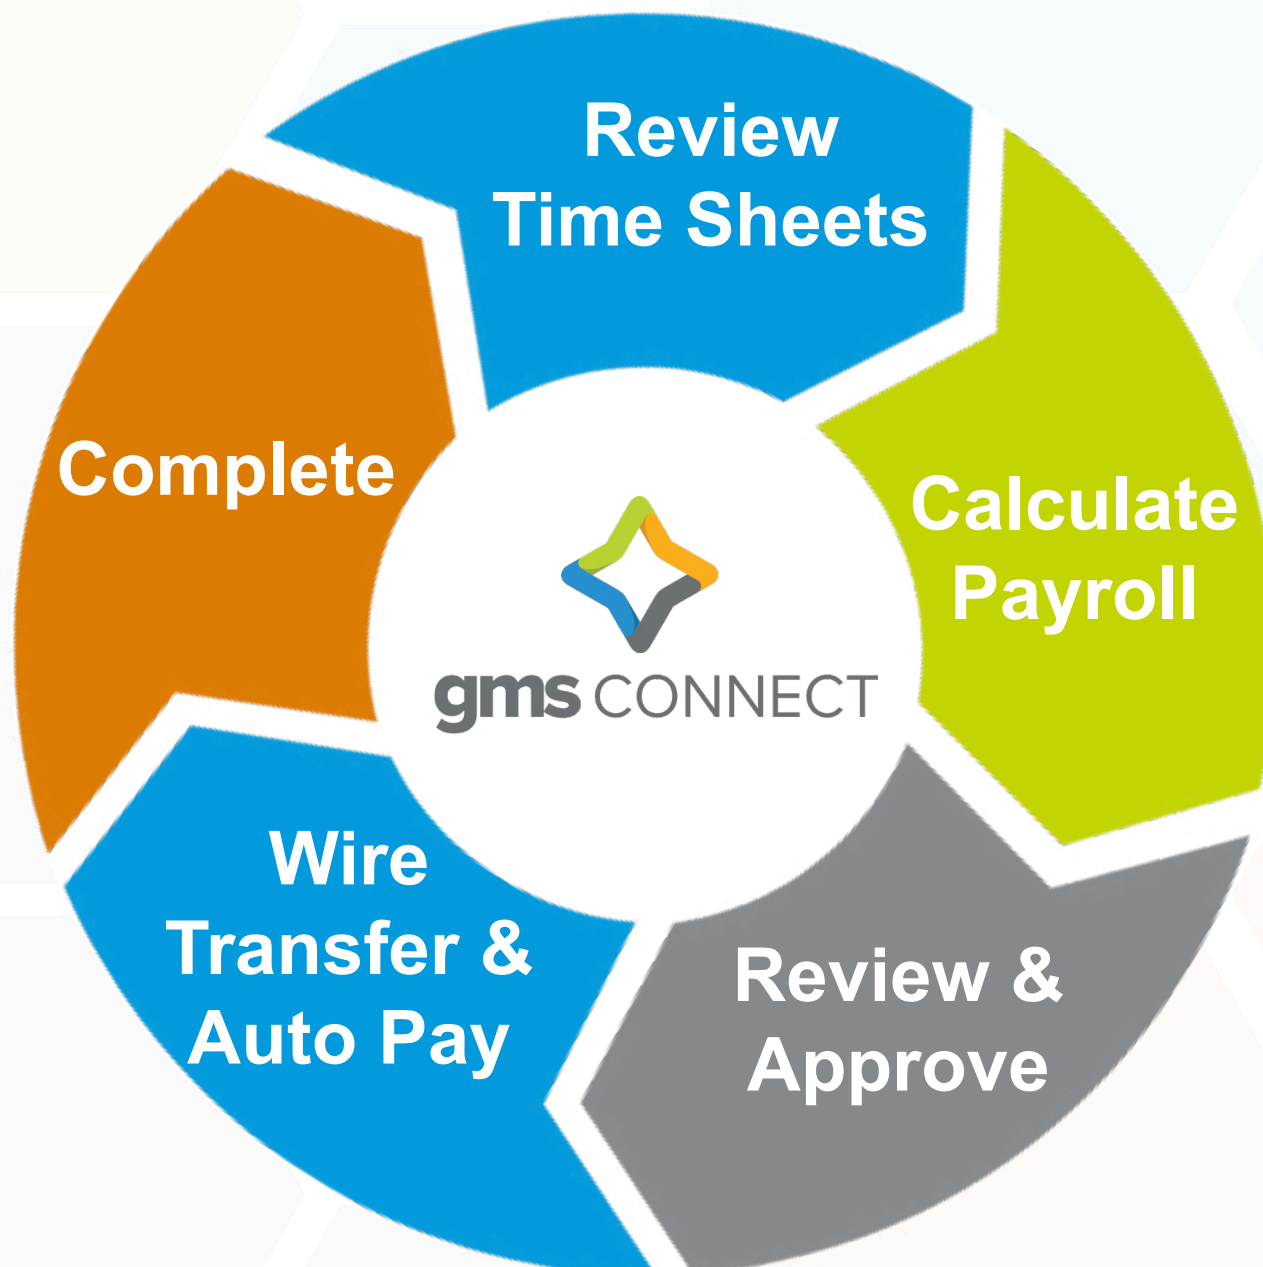 Review
Time Sheets
Calculate
Payroll
Review &
Approve
Wire
Transfer &
Auto Pay
Complete
gms CONNECT